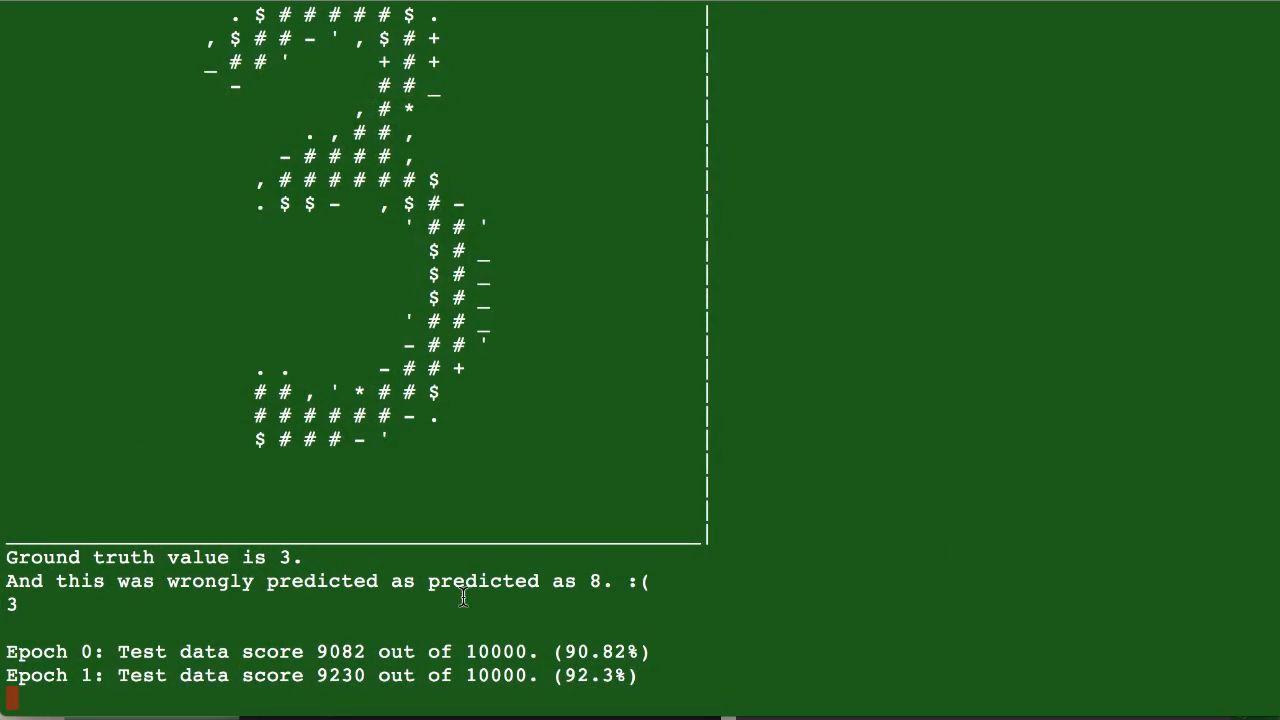 . $ # # # # # $ .
, $ # # - ' , $ # +
_ # # ' + # +
- # # _
, # *
. , # # ,
- # # # # ,
, # # # # # # $
. $ $ - , $ # -
' # # '
$ # _
$ # _
$ # _
' # # _
- # # '
. . - # # +
# # , ' * # # $
# # # # # # - .
$ # # # - '
Ground truth value is 3.
And this was wrongly predicted as predicted as 8. :(
3
Epoch 0: Test data score 9082 out of 10000. (90.82%)
Epoch 1: Test data score 9230 out of 10000. (92.3%)